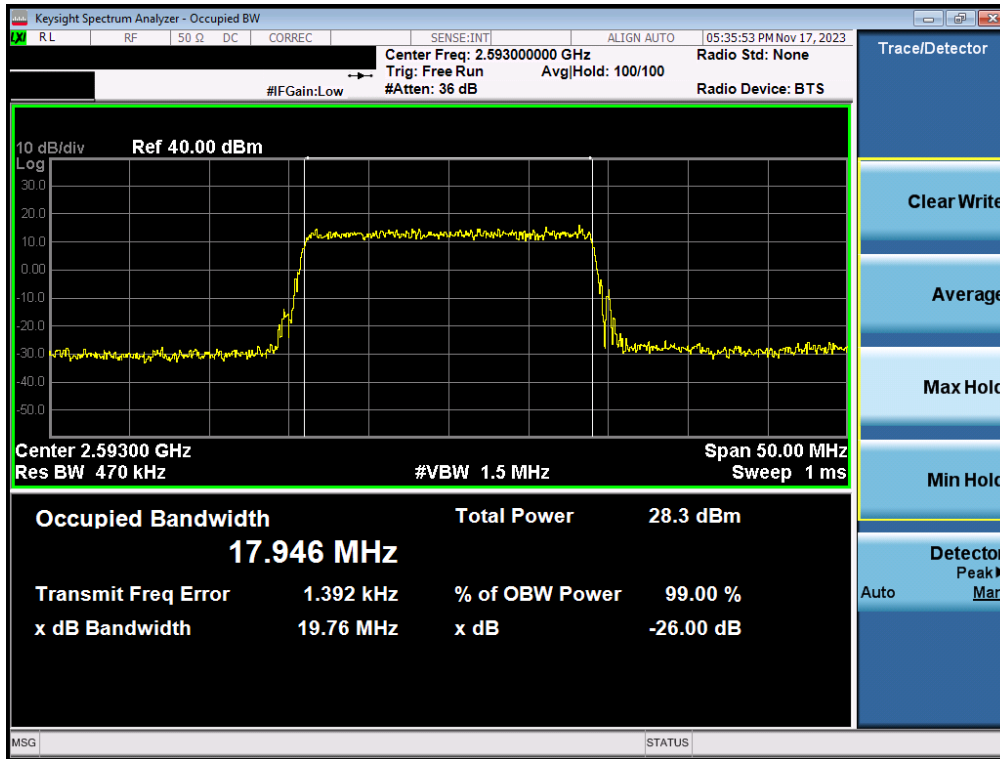 Keysight Spectrum Analyzer - Occupied BW
LXI RL RF 50 Ω DC CORREC SENSE:INT ALIGN AUTO 05:35:53 PM Nov 17, 2023
Center Freq: 2.593000000 GHz Radio Std: None
Trig: Free Run Avg|Hold: 100/100
#IFGain:Low #Atten: 36 dB Radio Device: BTS
Trace/Detector
10 dB/div Ref 40.00 dBm
Log
30.0
20.0
10.0
0.00
-10.0
-20.0
-30.0
-40.0
-50.0
Center 2.59300 GHz Span 50.00 MHz
Res BW 470 kHz #VBW 1.5 MHz Sweep 1 ms
Occupied Bandwidth Total Power 28.3 dBm
17.946 MHz
Transmit Freq Error 1.392 kHz % of OBW Power 99.00 %
x dB Bandwidth 19.76 MHz x dB -26.00 dB
Clear Write
Average
Max Hold
Min Hold
Detector
Peak
Auto Man
MSG STATUS